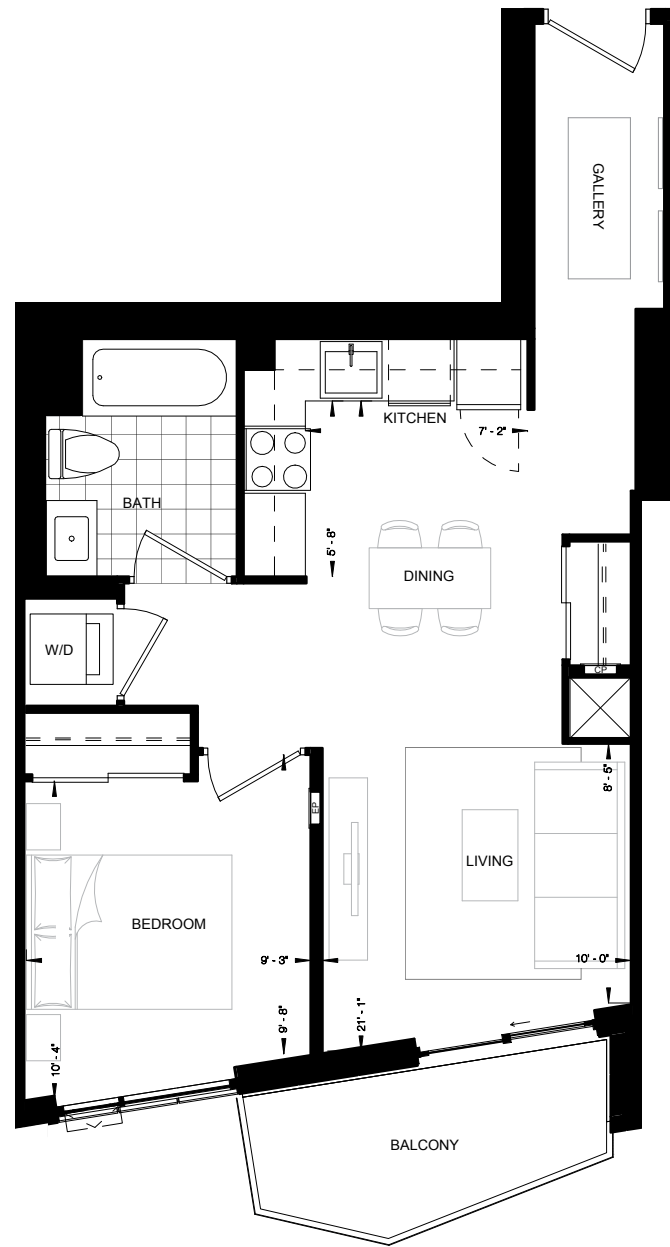 GALLERY
KITCHEN
7' - 2"
BATH
5' - 8"
DINING
W/D
CP
8' - 5"
EP
LIVING
BEDROOM
9' - 3"
10' - 0"
9' - 8"
21' - 1"
10' - 4"
BALCONY